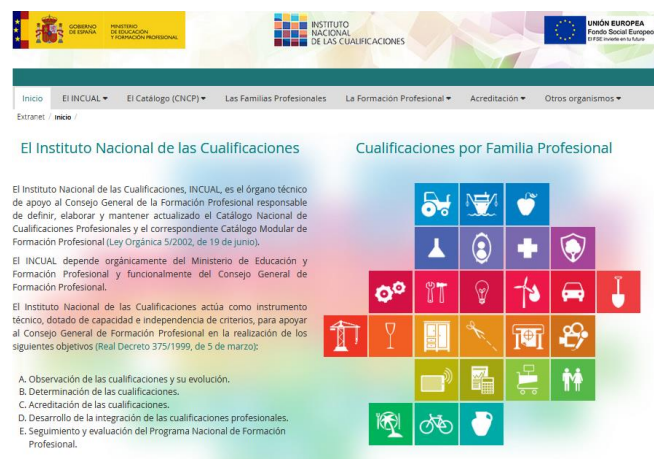 GOBIERNO
DE ESPAÑA
MINISTERIO
DE EDUCACIÓN
Y FORMACIÓN PROFESIONAL
INSTITUTO
NACIONAL
DE LAS CUALIFICACIONES
UNIÓN EUROPEA
Fondo Social Europeo
El FSE invierte en tu futuro
Inicio El INCUAL El Catálogo (CNCP) Las Familias Profesionales La Formación Profesional Acreditación Otros organismos
Extranet / Inicio /
El Instituto Nacional de las Cualificaciones
El Instituto Nacional de las Cualificaciones, INCUAL, es el órgano técnico
de apoyo al Consejo General de la Formación Profesional responsable
de definir, elaborar y mantener actualizado el Catálogo Nacional de
Cualificaciones Profesionales y el correspondiente Catálogo Modular de
Formación Profesional (Ley Orgánica 5/2002, de 19 de junio).
El INCUAL depende orgánicamente del Ministerio de Educación y
Formación Profesional y funcionalmente del Consejo General de
Formación Profesional.
El Instituto Nacional de las Cualificaciones actúa como instrumento
técnico, dotado de capacidad e independencia de criterios, para apoyar
al Consejo General de Formación Profesional en la realización de los
siguientes objetivos (Real Decreto 375/1999, de 5 de marzo):
A. Observación de las cualificaciones y su evolución.
B. Determinación de las cualificaciones.
C. Acreditación de las cualificaciones.
D. Desarrollo de la integración de las cualificaciones profesionales.
E. Seguimiento y evaluación del Programa Nacional de Formación
Profesional.
Cualificaciones por Familia Profesional